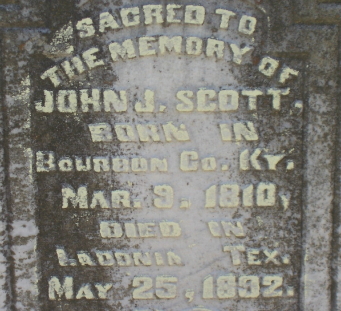 SACRED TO
THE MEMORY OF
JOHN J. SCOTT.
BORN IN
BOURBON CO. KY.
MAR. 9. 1810,
DIED IN
LADONIA TEX.
MAY 25, 1892.